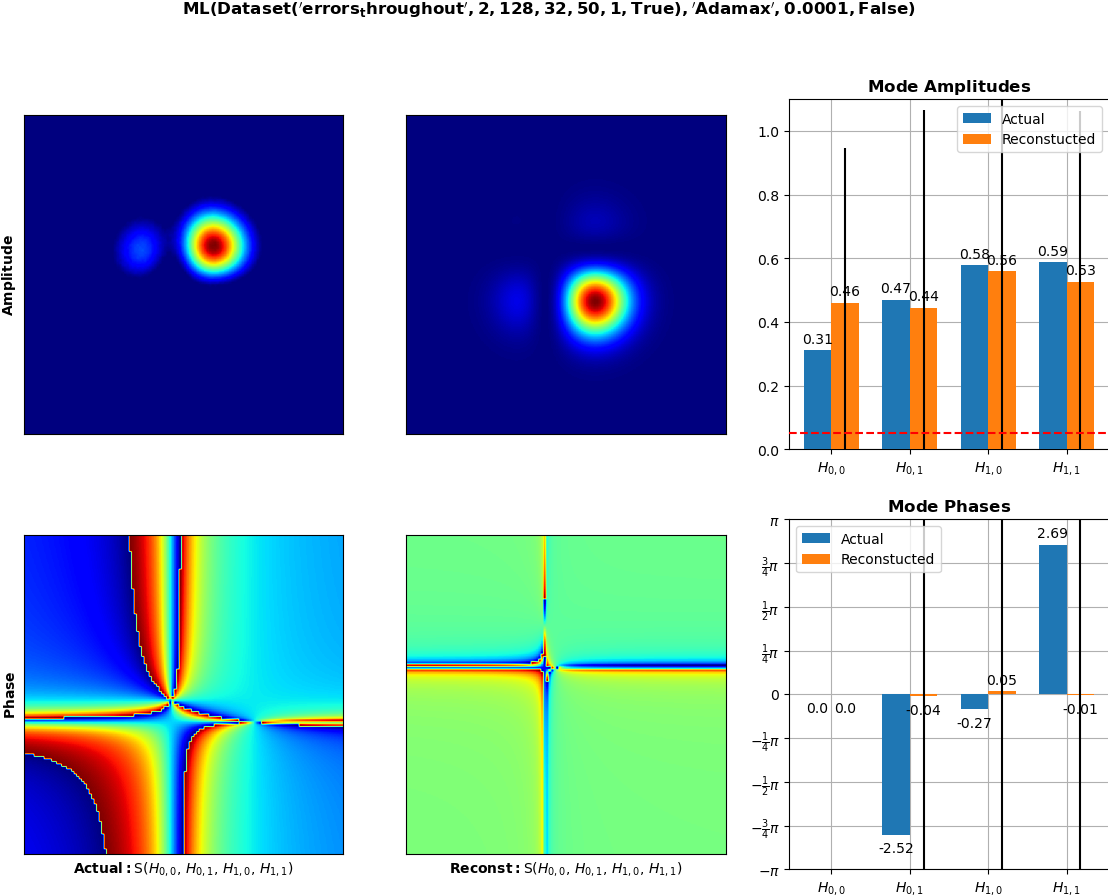 ML(Dataset('errors_throughout', 2, 128, 32, 50, 1, True), 'Adamax', 0.0001, False)
Mode Amplitudes
Amplitude
Actual
Reconstucted
1.0
0.8
0.6
0.4
0.2
0.0
0.31
0.46
0.47
0.44
0.58
0.56
0.59
0.53
H0,0
H0,1
H1,0
H1,1
Mode Phases
Phase
Actual
Reconstucted
π
3/4π
1/2π
1/4π
0
−1/4π
−1/2π
−3/4π
−π
0.0
0.0
-2.52
-0.04
-0.27
0.05
2.69
-0.01
H0,0
H0,1
H1,0
H1,1
Actual: S(H0,0, H0,1, H1,0, H1,1)
Reconst: S(H0,0, H0,1, H1,0, H1,1)